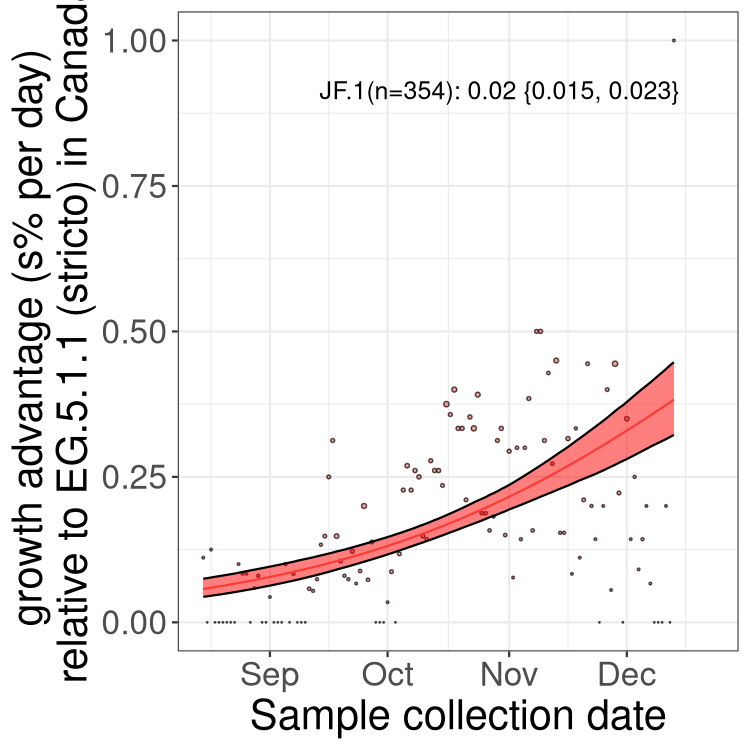 growth advantage (s% per day)
relative to EG.5.1.1 (stricto) in Canada
1.00
0.75
0.50
0.25
0.00
JF.1(n=354): 0.02 {0.015, 0.023}
Sep Oct Nov Dec
Sample collection date